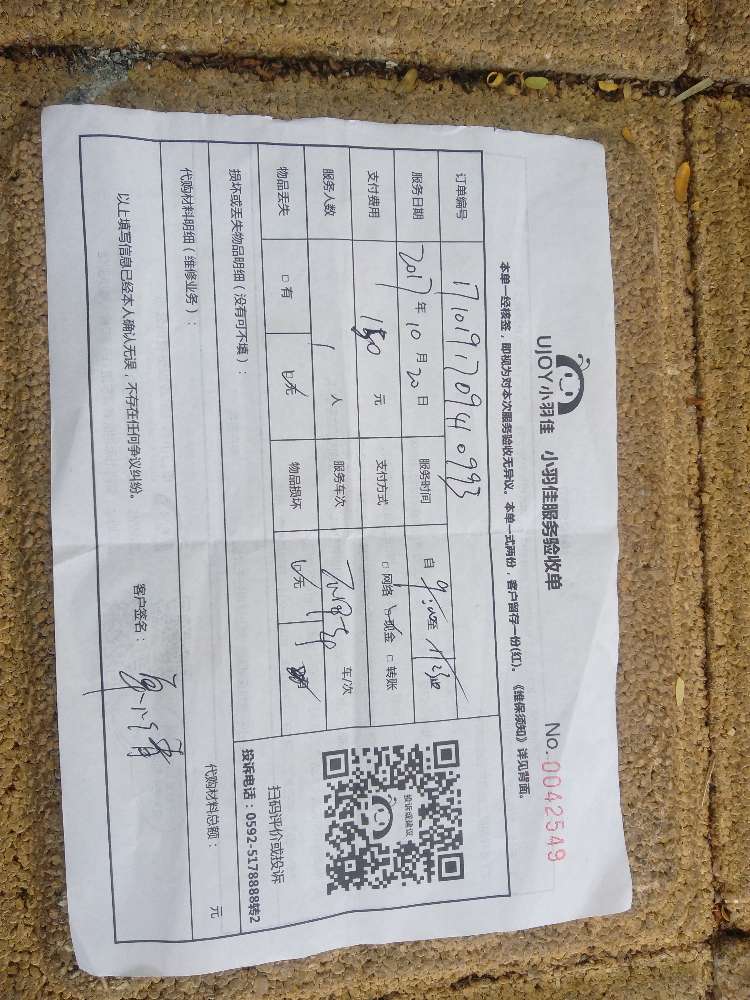 UJOY小羽佳 小羽佳服务验收单 No. 0042549
本单一经核签，即视为对本次服务验收无异议。本单一式两份，客户留存一份(红)。《维保须知》详见背面。
订单编号 17101917094 0993
服务日期 2017年10月20日 服务时间 自 至
支付费用 150 元 支付方式 □网络 □现金 □转账
服务人数 1 人 服务车次 车/次
物品丢失 □有 □无 物品损坏 □无
损坏或丢失物品明细（没有可不填）：
扫码评价或投诉
投诉电话：0592-5178888转2
投诉或建议
代购材料明细（维修业务）：
代购材料总额： 元
以上填写信息已经本人确认无误，不存在任何争议纠纷。
客户签名：